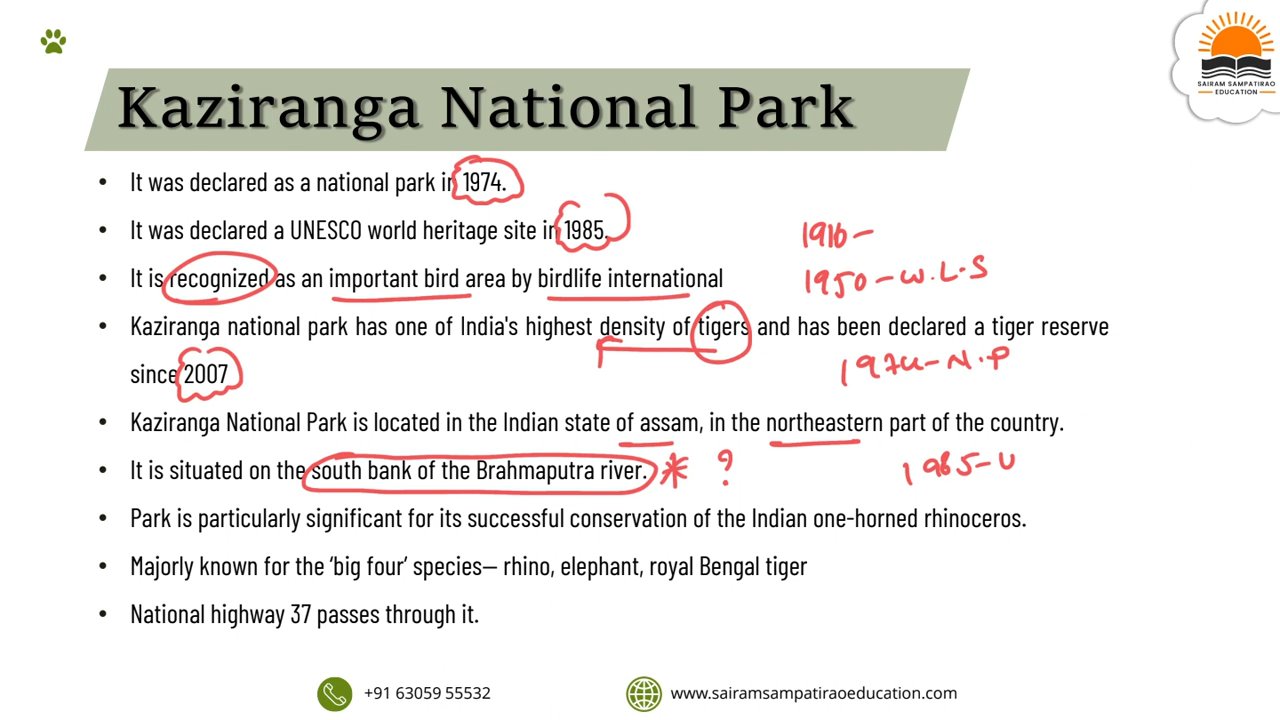 SAIRAM SAMPATIRAO
EDUCATION
Kaziranga National Park
• It was declared as a national park in 1974.
• It was declared a UNESCO world heritage site in 1985.
1916 –
• It is recognized as an important bird area by birdlife international
1950 – W.L.S
• Kaziranga national park has one of India's highest density of tigers and has been declared a tiger reserve
since 2007
1974 – N.P
• Kaziranga National Park is located in the Indian state of assam, in the northeastern part of the country.
• It is situated on the south bank of the Brahmaputra river. * ?
1985 – U
• Park is particularly significant for its successful conservation of the Indian one-horned rhinoceros.
• Majorly known for the ‘big four’ species— rhino, elephant, royal Bengal tiger
• National highway 37 passes through it.
+91 63059 55532
www.sairamsampatiraoeducation.com